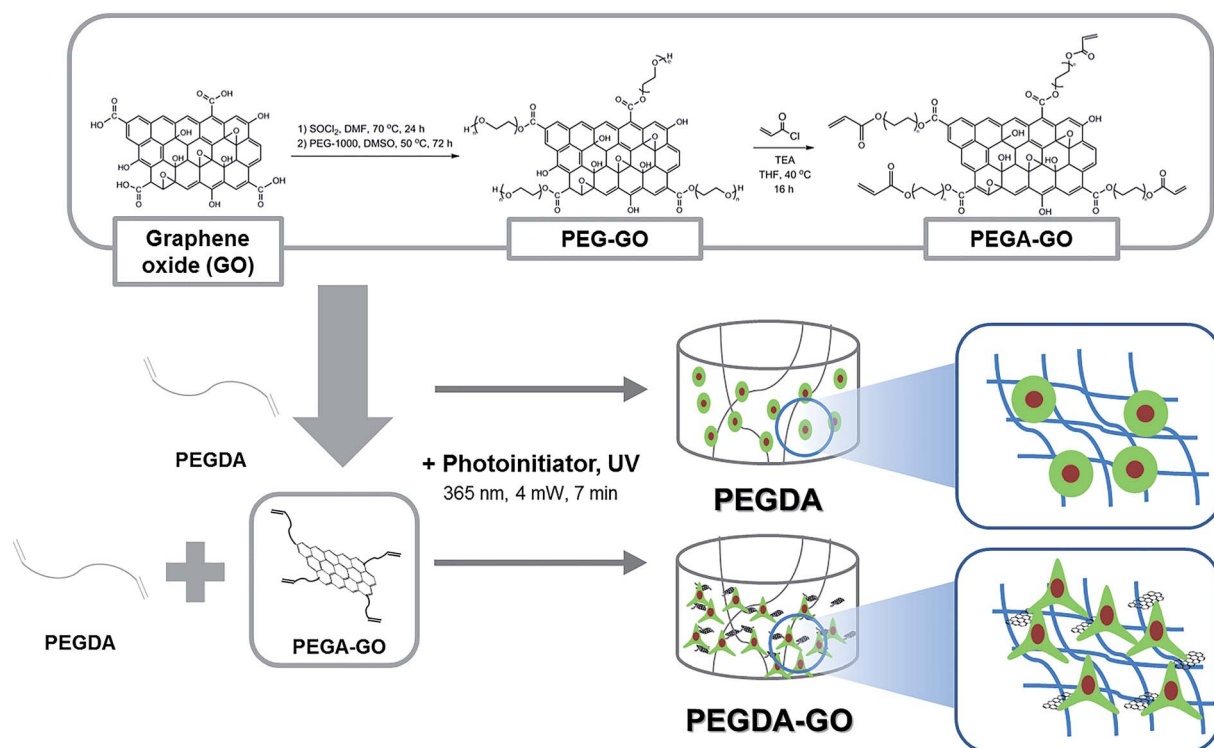 1) SOCl2, DMF, 70 °C, 24 h
2) PEG-1000, DMSO, 50 °C, 72 h
O
Cl
TEA
THF, 40 °C
16 h
Graphene
oxide (GO)
PEG-GO
PEGA-GO
PEGDA
+ Photoinitiator, UV
365 nm, 4 mW, 7 min
PEGDA
PEGDA
PEGA-GO
PEGDA-GO